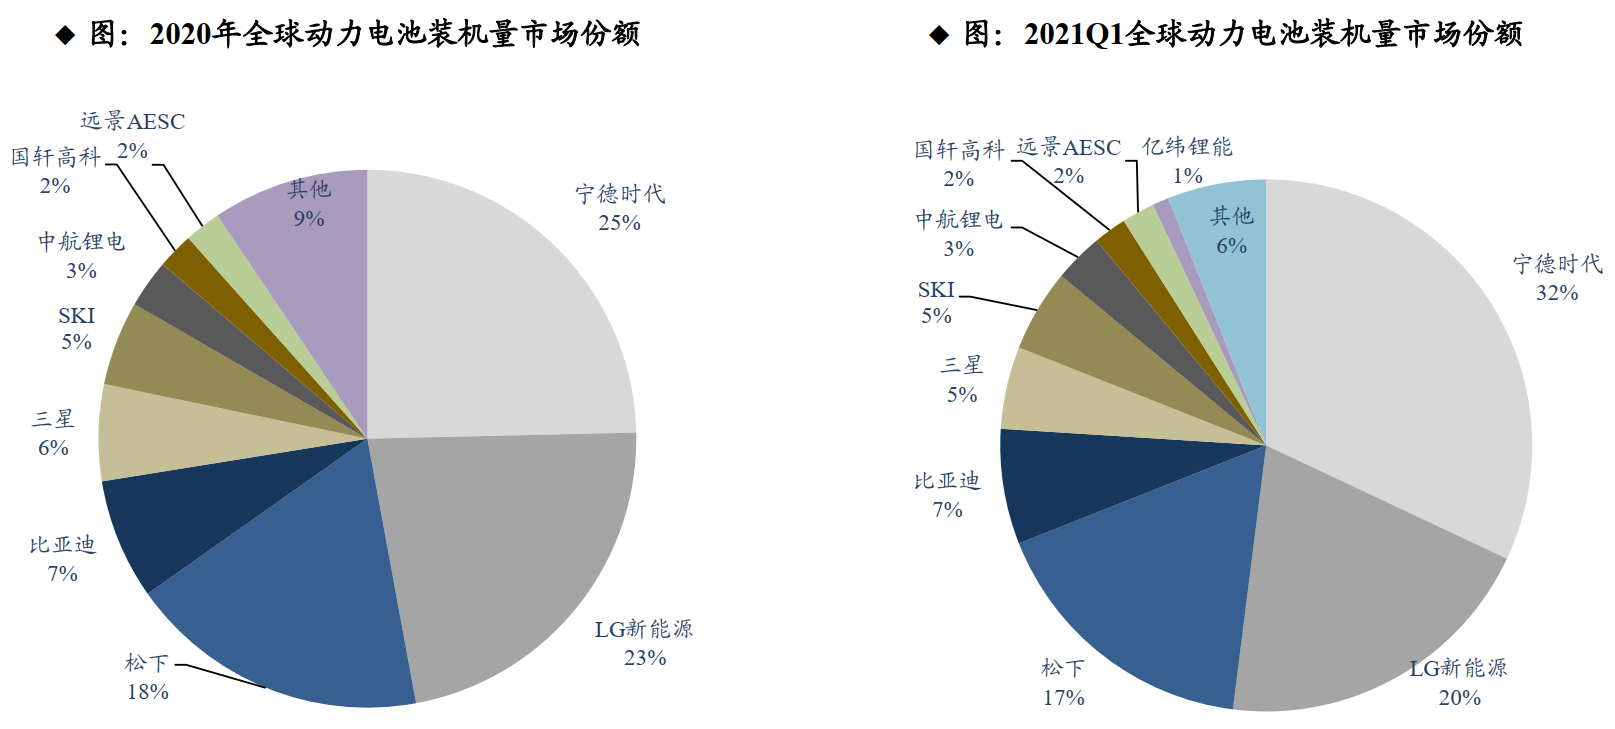 ◆ 图：2020年全球动力电池装机量市场份额
远景AESC
2%
国轩高科
2%
中航锂电
3%
SKI
5%
三星
6%
比亚迪
7%
松下
18%
其他
9%
宁德时代
25%
LG新能源
23%
◆ 图：2021Q1全球动力电池装机量市场份额
国轩高科
2%
远景AESC
2%
亿纬锂能
1%
中航锂电
3%
SKI
5%
三星
5%
比亚迪
7%
松下
17%
其他
6%
宁德时代
32%
LG新能源
20%